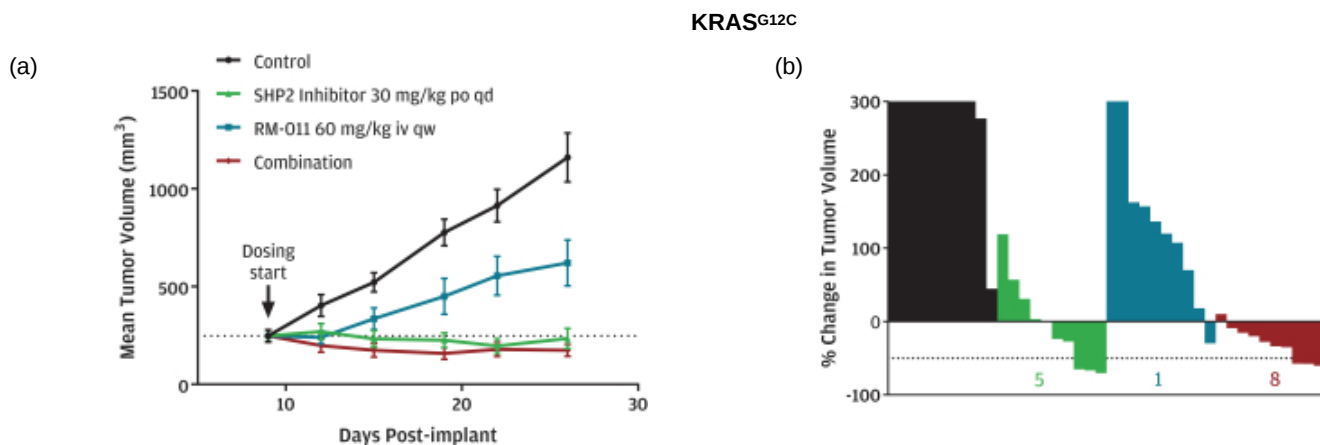 KRASG12C
(a)
Control
SHP2 Inhibitor 30 mg/kg po qd
RM-011 60 mg/kg iv qw
Combination
Mean Tumor Volume (mm3)
1500
1000
500
0
Dosing
start
10
20
30
Days Post-implant
(b)
% Change in Tumor Volume
300
200
100
0
-100
5
1
8